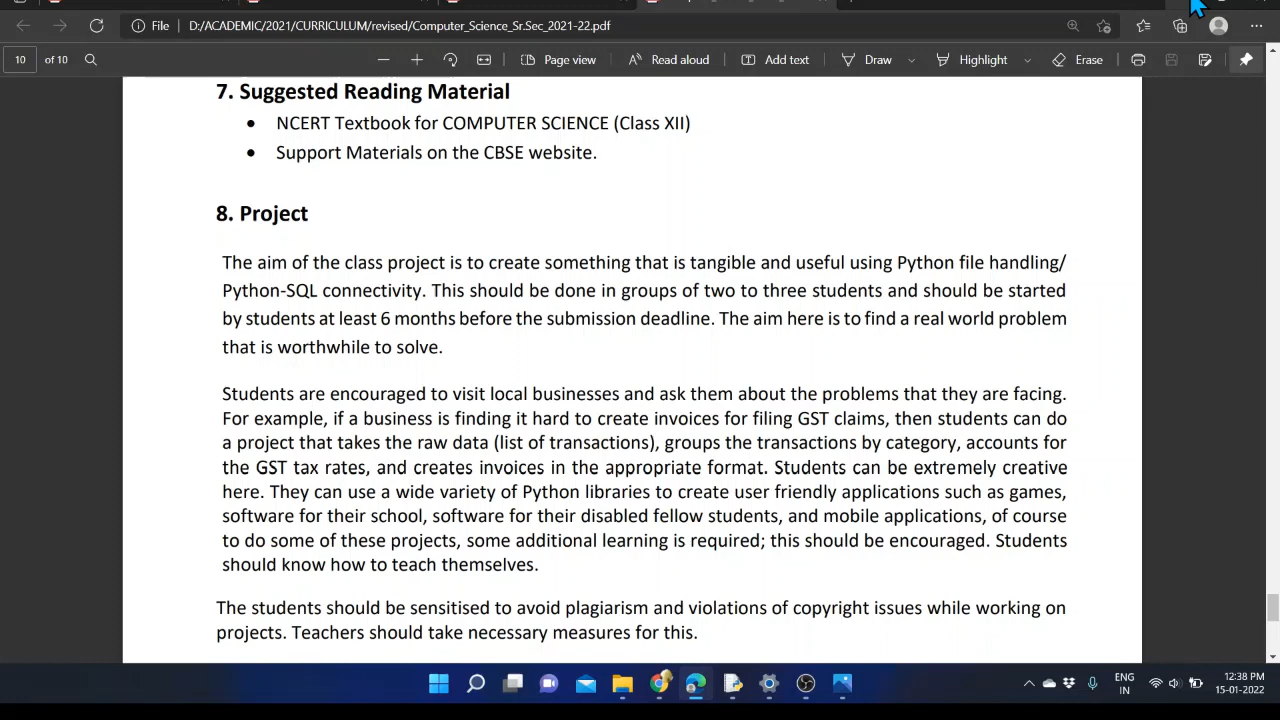 File
D:/ACADEMIC/2021/CURRICULUM/revised/Computer_Science_Sr.Sec_2021-22.pdf
10 of 10
Page view
Read aloud
Add text
Draw
Highlight
Erase
7. Suggested Reading Material
• NCERT Textbook for COMPUTER SCIENCE (Class XII)
• Support Materials on the CBSE website.
8. Project
The aim of the class project is to create something that is tangible and useful using Python file handling/
Python-SQL connectivity. This should be done in groups of two to three students and should be started
by students at least 6 months before the submission deadline. The aim here is to find a real world problem
that is worthwhile to solve.
Students are encouraged to visit local businesses and ask them about the problems that they are facing.
For example, if a business is finding it hard to create invoices for filing GST claims, then students can do
a project that takes the raw data (list of transactions), groups the transactions by category, accounts for
the GST tax rates, and creates invoices in the appropriate format. Students can be extremely creative
here. They can use a wide variety of Python libraries to create user friendly applications such as games,
software for their school, software for their disabled fellow students, and mobile applications, of course
to do some of these projects, some additional learning is required; this should be encouraged. Students
should know how to teach themselves.
The students should be sensitised to avoid plagiarism and violations of copyright issues while working on
projects. Teachers should take necessary measures for this.
ENG
IN
12:38 PM
15-01-2022